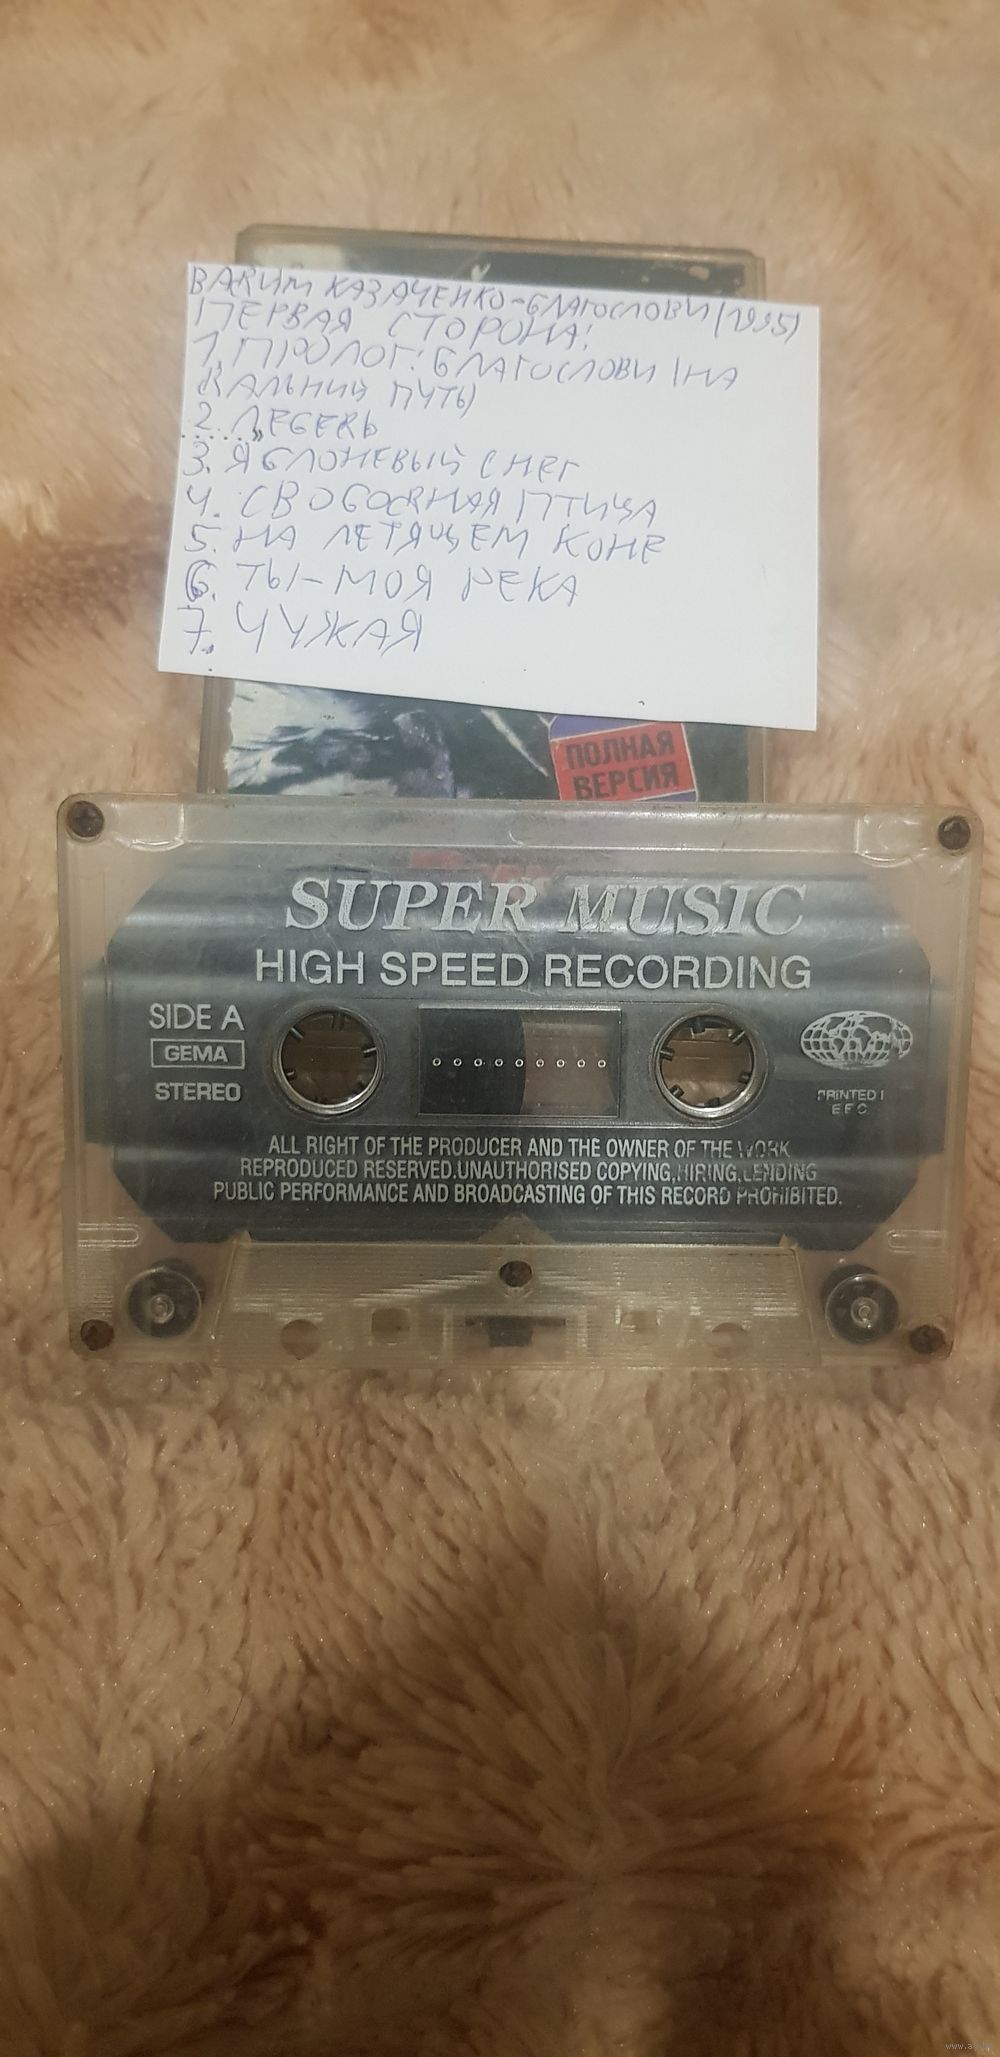 ВАДИМ КАЗАЧЕНКО-БЛАГОСЛОВИ (1995)
ПЕРВАЯ СТОРОНА:
1. ПРОЛОГ: БЛАГОСЛОВИ (НА
ДАЛЬНИЙ ПУТЬ)
2. ЛЕБЕДЬ
3. ЯБЛОНЕВЫЙ СНЕГ
4. СВОБОДНАЯ ПТИЦА
5. НА ЛЕТЯЩЕМ КОНЕ
6. ТЫ-МОЯ РЕКА
7. ЧУЖАЯ
ПОЛНАЯ
ВЕРСИЯ
SUPER MUSIC
HIGH SPEED RECORDING
SIDE A
GEMA
STEREO
PRINTED I
E E C
ALL RIGHT OF THE PRODUCER AND THE OWNER OF THE WORK
REPRODUCED RESERVED.UNAUTHORISED COPYING,HIRING,LENDING
PUBLIC PERFORMANCE AND BROADCASTING OF THIS RECORD PROHIBITED.